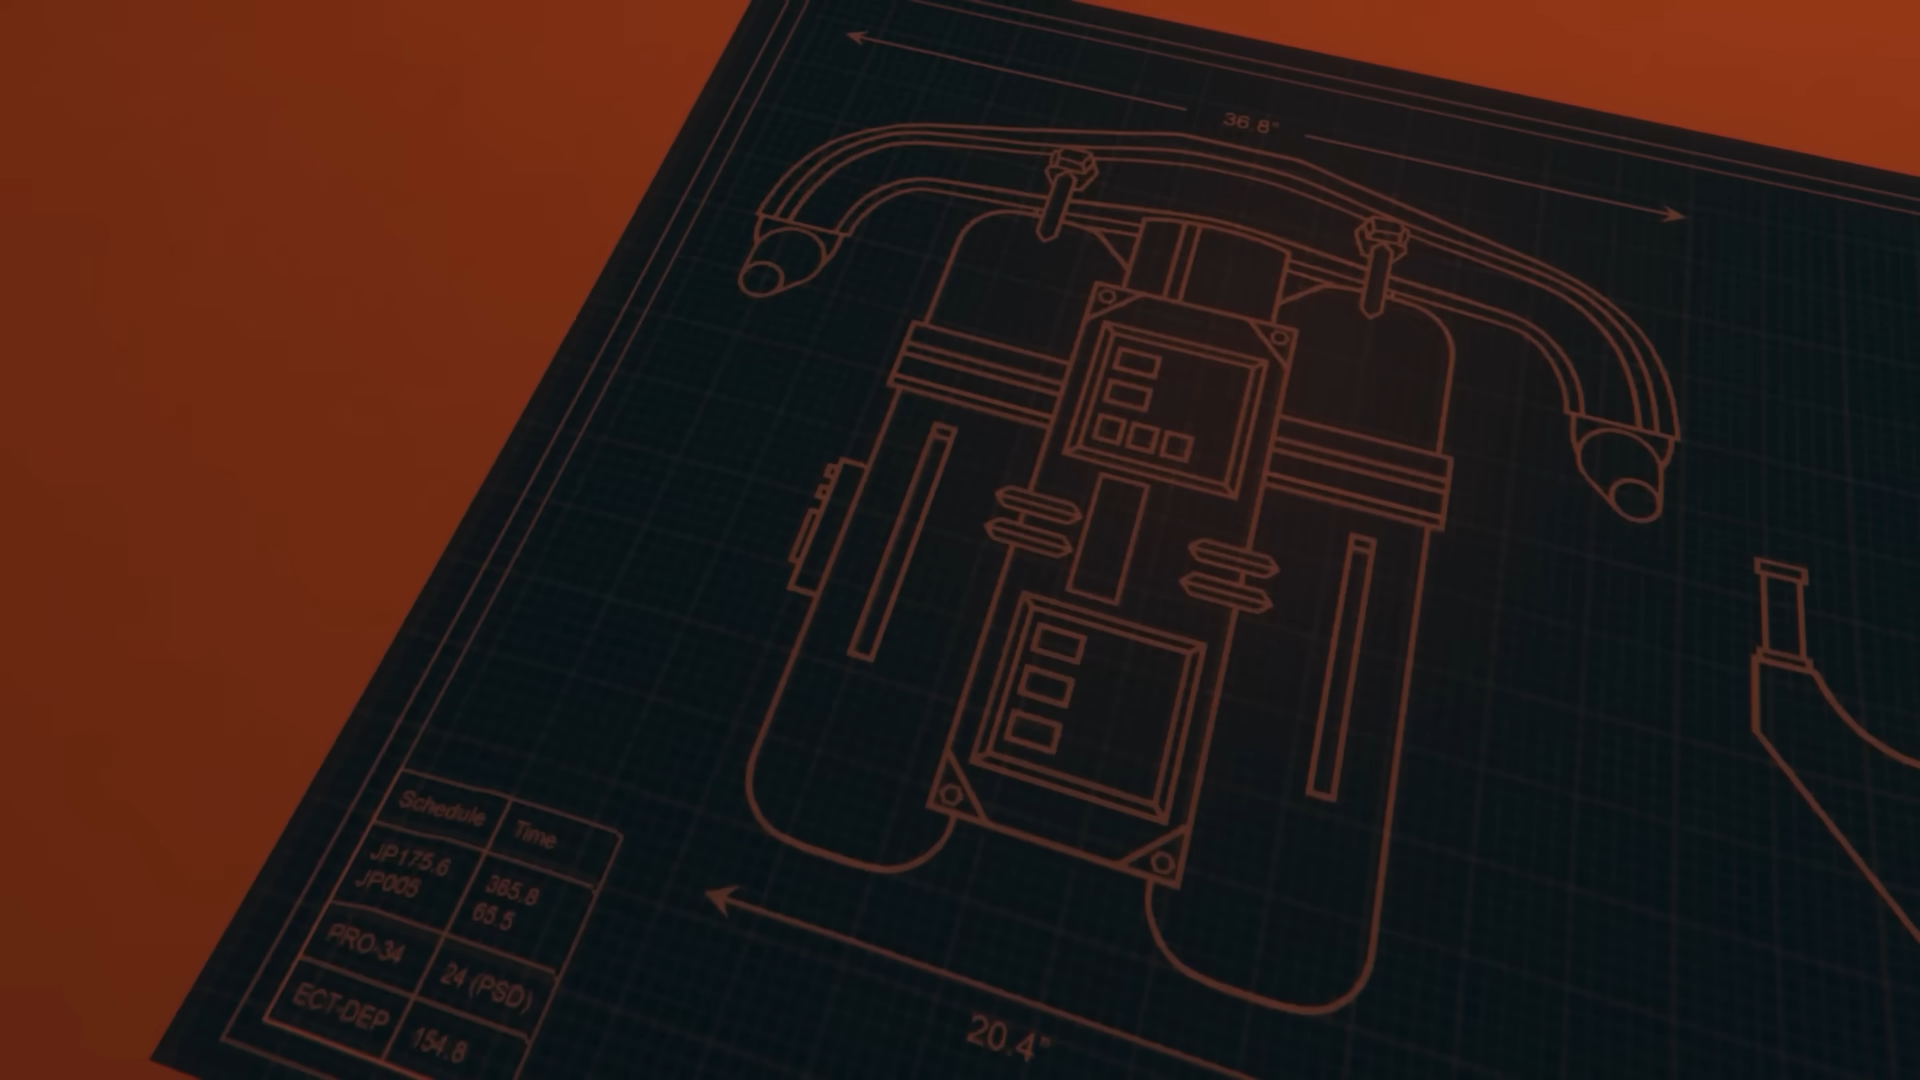 36.8"
Schedule Time
JP175.6 365.8
JP005 65.5
PRO-34 24 (PSD)
ECT-DEP 154.8
20.4"